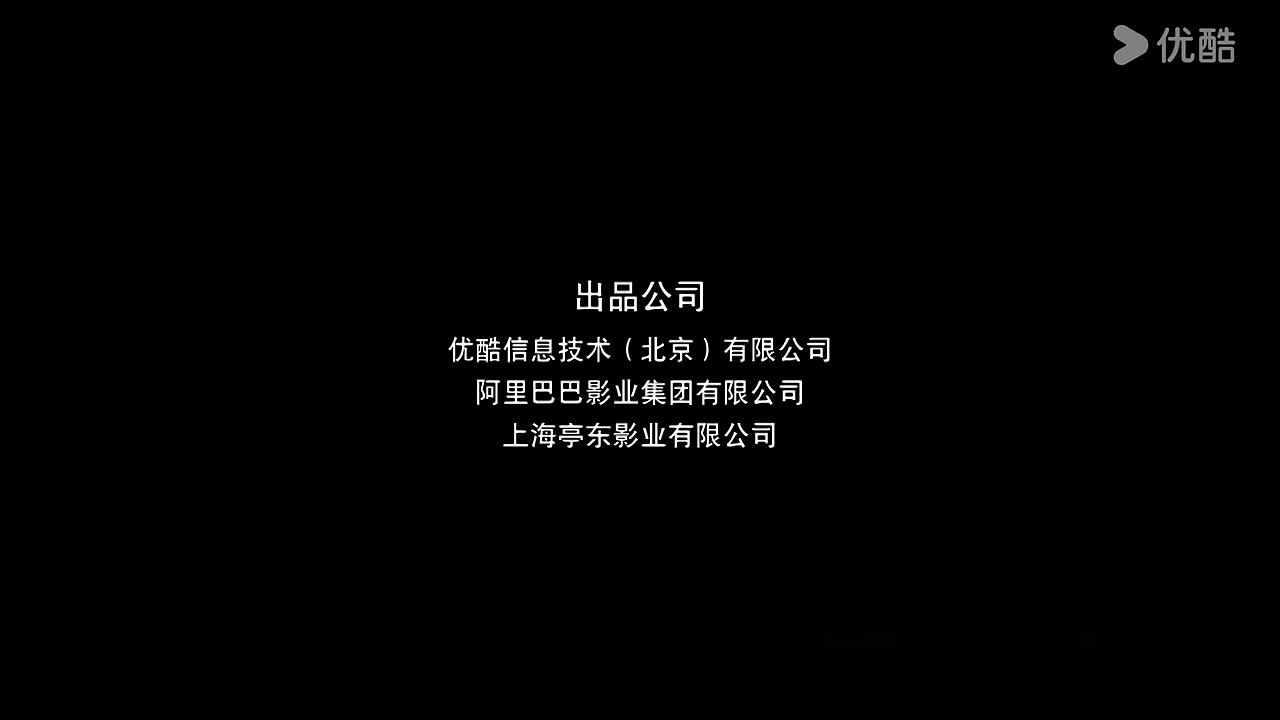 优酷
出品公司
优酷信息技术（北京）有限公司
阿里巴巴影业集团有限公司
上海亭东影业有限公司